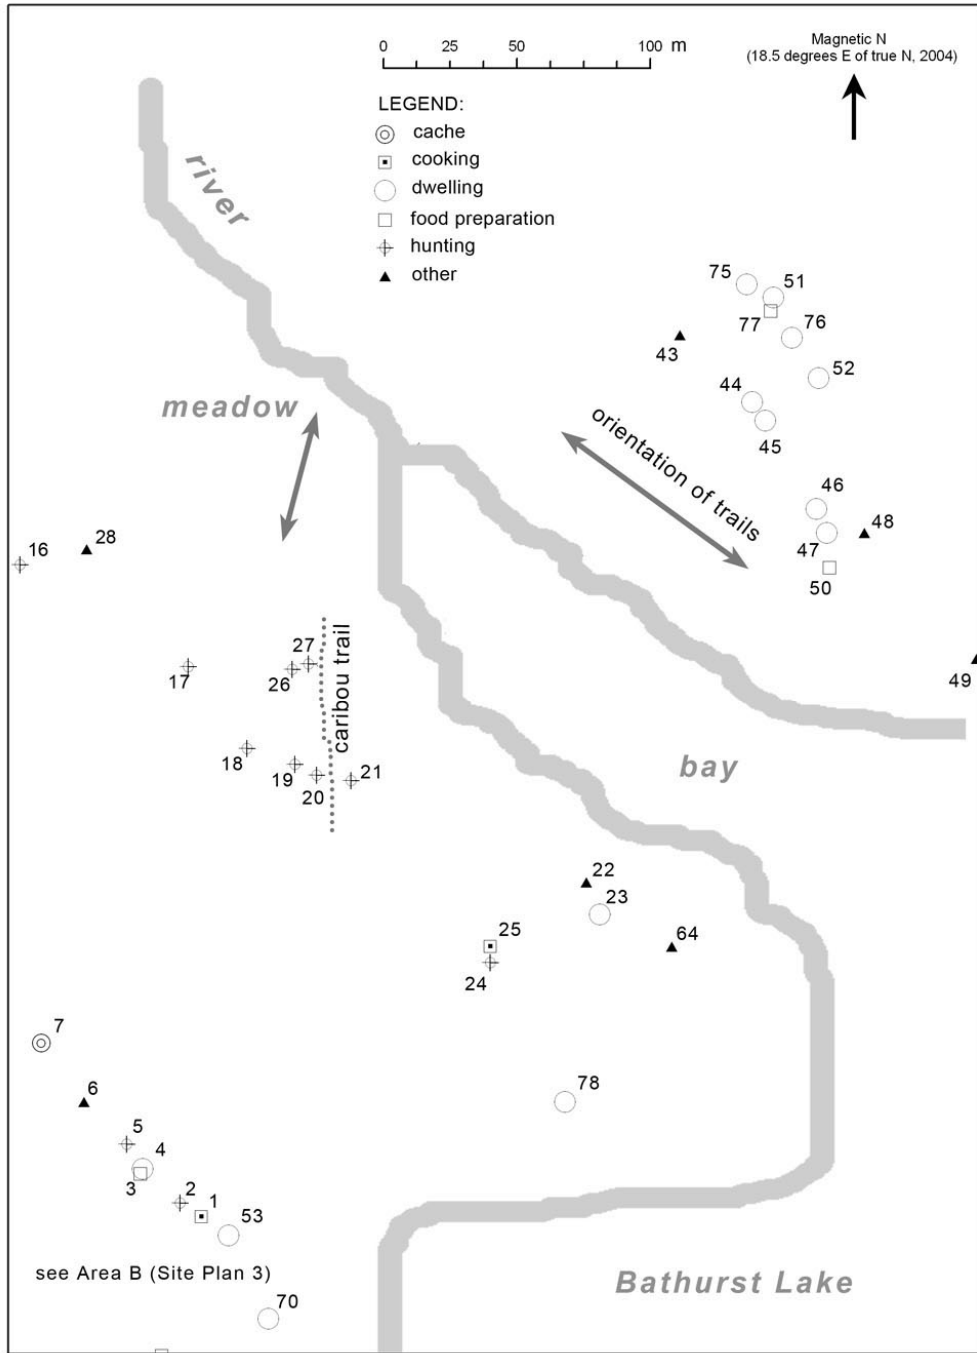 0 25 50 100 m
Magnetic N
(18.5 degrees E of true N, 2004)
LEGEND:
cache
cooking
dwelling
food preparation
hunting
other
river
75
51
77
76
43
52
44
45
meadow
orientation of trails
46
48
47
50
16
28
49
27
26
17
caribou trail
18
19
20
21
bay
22
23
25
64
24
7
6
78
5
4
3
2
1
53
see Area B (Site Plan 3)
Bathurst Lake
70